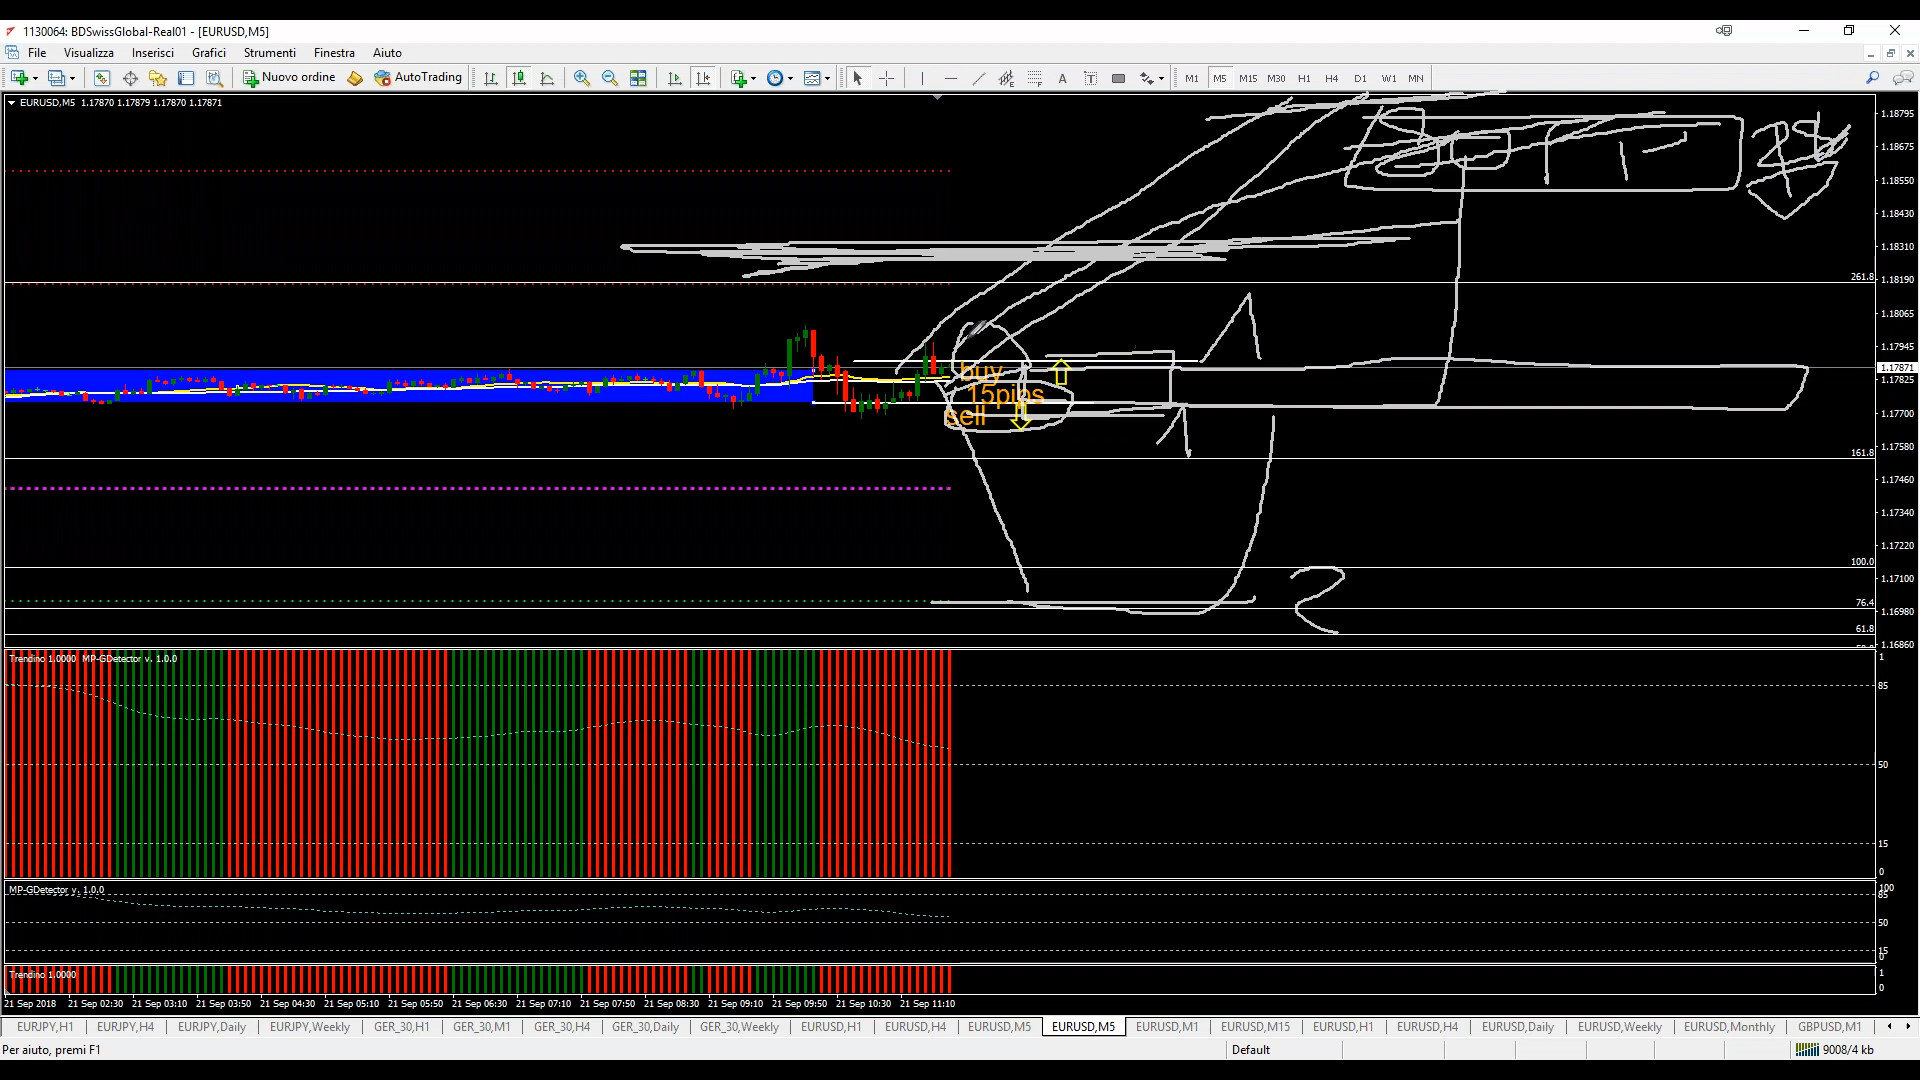 1130064: BDSwissGlobal-Real01 - [EURUSD,M5]
File Visualizza Inserisci Grafici Strumenti Finestra Aiuto
Nuovo ordine AutoTrading M1 M5 M15 M30 H1 H4 D1 W1 MN
EURUSD,M5 1.17870 1.17879 1.17870 1.17871
1.18795
1.18675
1.18550
1.18430
1.18310
261.8
1.18190
1.18065
1.17945
1.17871
buy
1.17825
15pips
sell
1.17700
161.8
1.17580
1.17460
1.17340
1.17220
100.0
1.17100
76.4
1.16980
61.8
1.16860
Trendino 1.0000 MP-GDetector v. 1.0.0
1
85
50
15
0
MP-GDetector v. 1.0.0
100
85
50
15
0
Trendino 1.0000
1
0
21 Sep 2018 21 Sep 02:30 21 Sep 03:10 21 Sep 03:50 21 Sep 04:30 21 Sep 05:10 21 Sep 05:50 21 Sep 06:30 21 Sep 07:10 21 Sep 07:50 21 Sep 08:30 21 Sep 09:10 21 Sep 09:50 21 Sep 10:30 21 Sep 11:10
EURJPY,H1 EURJPY,H4 EURJPY,Daily EURJPY,Weekly GER_30,H1 GER_30,M1 GER_30,H4 GER_30,Daily GER_30,Weekly EURUSD,H1 EURUSD,H4 EURUSD,M5 EURUSD,M5 EURUSD,M1 EURUSD,M15 EURUSD,H1 EURUSD,H4 EURUSD,Daily EURUSD,Weekly EURUSD,Monthly GBPUSD,M1
Per aiuto, premi F1 Default 9008/4 kb